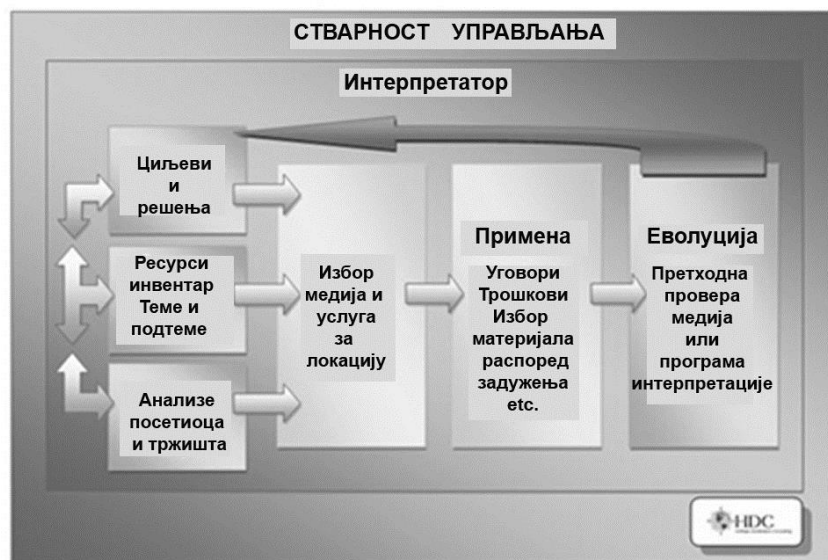 СТВАРНОСТ УПРАВЉАЊА
Интерпретатор
Циљеви
и
решења
Ресурси
инвентар
Теме и
подтеме
Анализе
посетиоца
и тржишта
Избор
медија и
услуга
за
локацију
Примена
Уговори
Трошкови
Избор
материјала
распоред
задужења
etc.
Еволуција
Претходна
провера
медија
или
програма
интерпретације
HDC